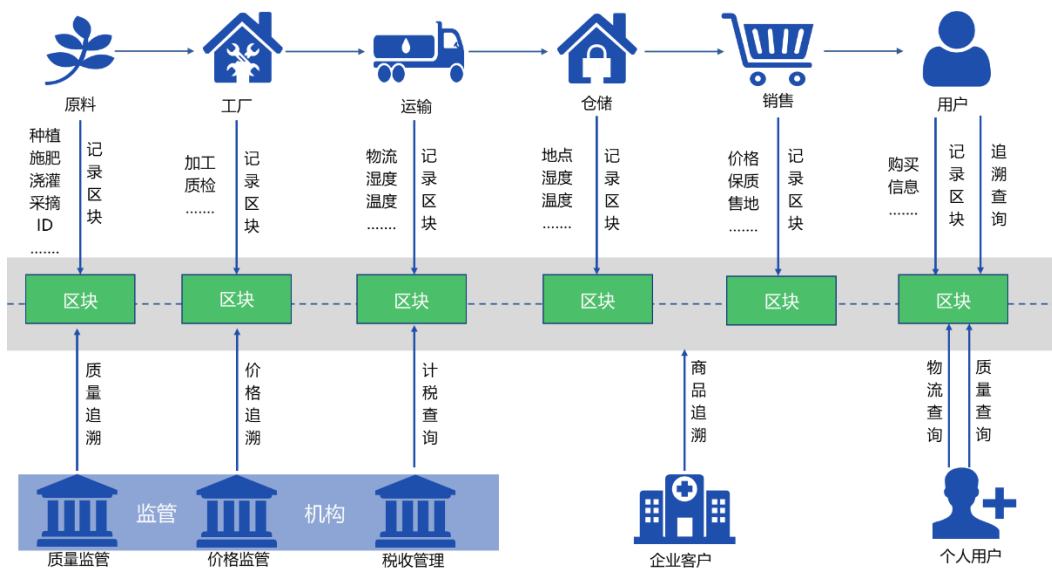 原料
工厂
运输
仓储
销售
用户
种植
施肥
浇灌
采摘
ID
.......
记录区块
加工
质检
.......
记录区块
物流
湿度
温度
.......
记录区块
地点
湿度
温度
.......
记录区块
价格
保质
售地
.......
记录区块
购买
信息
.......
记录区块
追溯查询
区块
区块
区块
区块
区块
区块
质量追溯
价格追溯
计税查询
商品追溯
物流查询
质量查询
监管
机构
质量监管
价格监管
税收管理
企业客户
个人用户